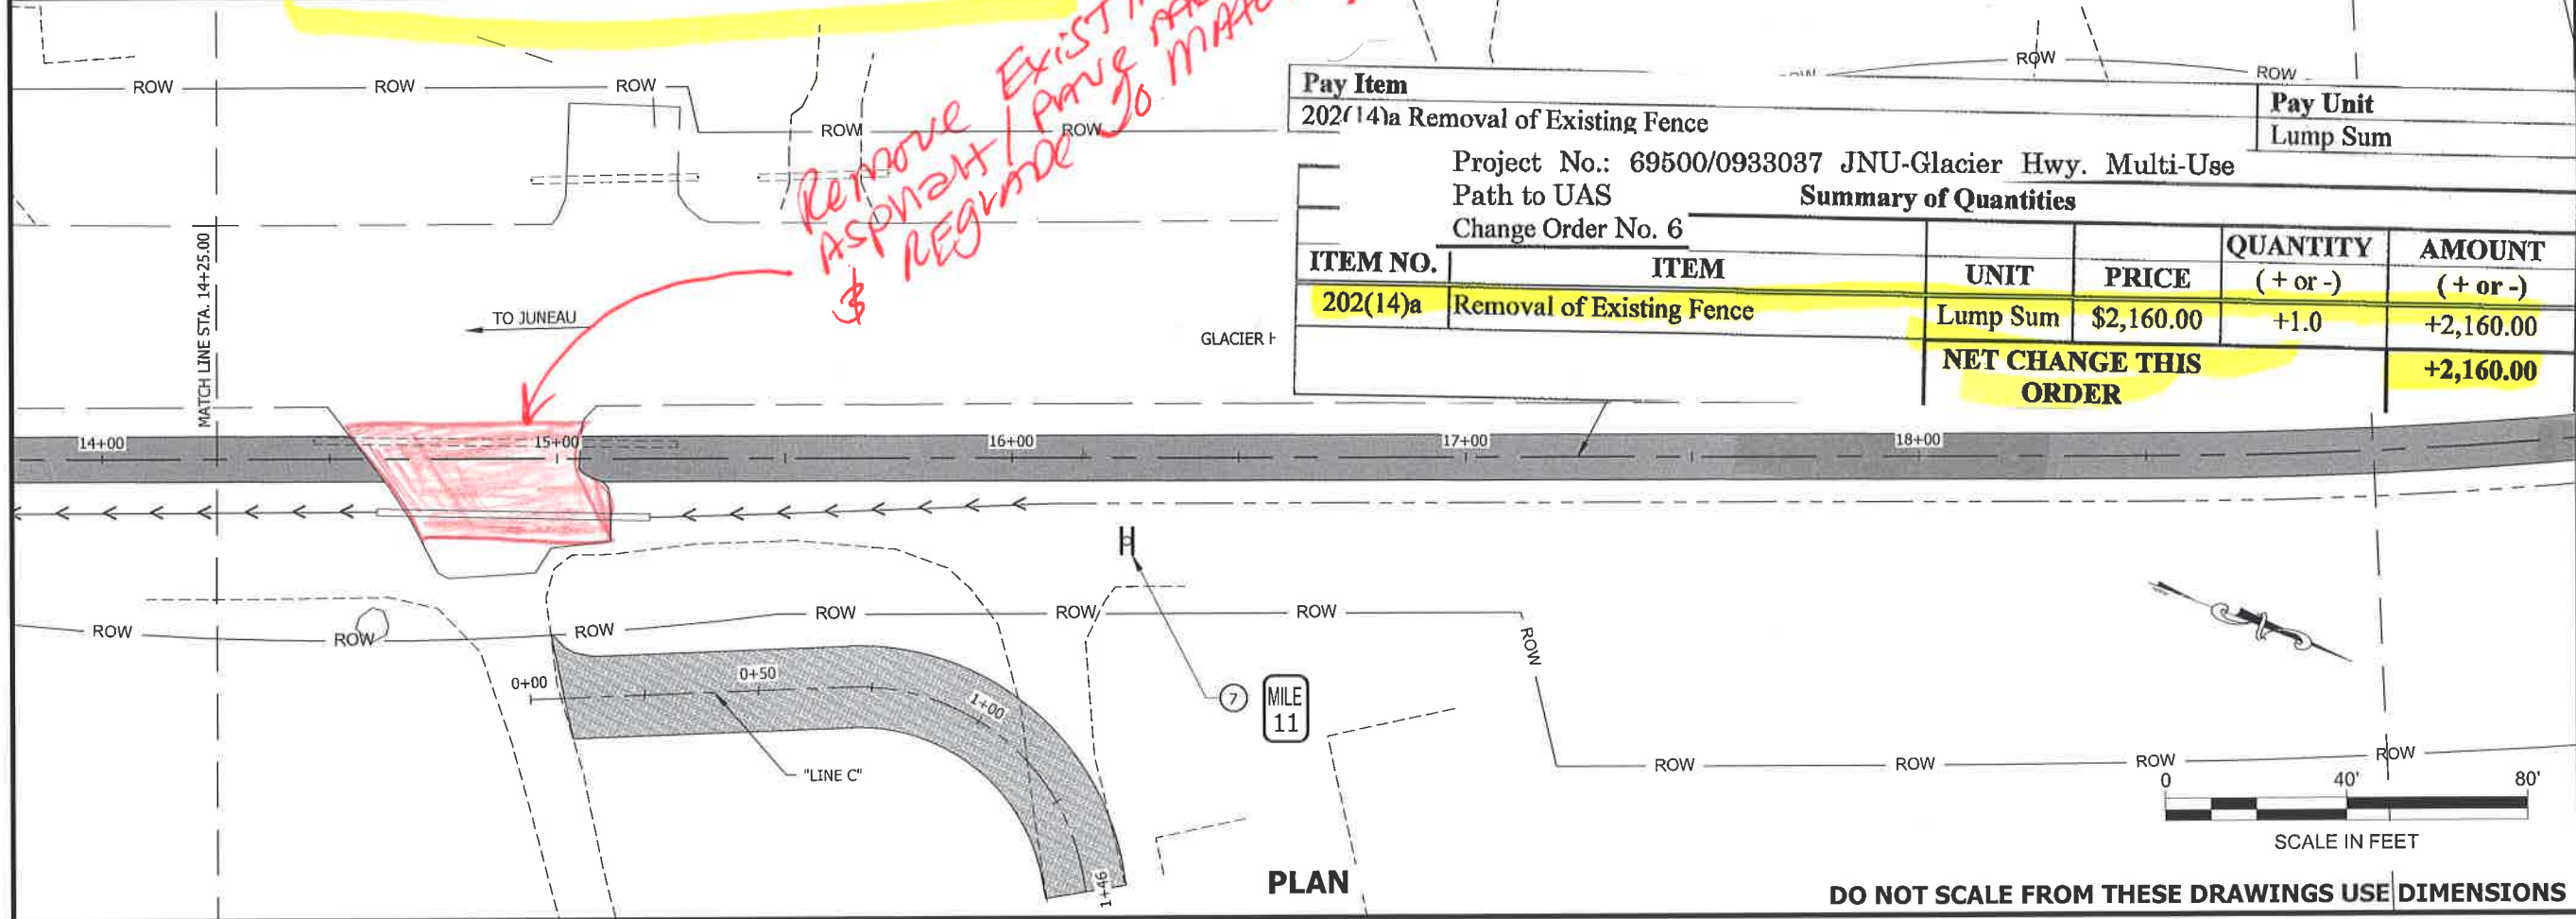 Remove Exist
Asphalt / Pave
REgrade To MATC
$
ROW
ROW
ROW
ROW
ROW
ROW
ROW
Pay Item
Pay Unit
202(14)a Removal of Existing Fence
Lump Sum
Project No.: 69500/0933037 JNU-Glacier Hwy. Multi-Use
Path to UAS
Summary of Quantities
Change Order No. 6
ITEM NO. ITEM UNIT PRICE QUANTITY (+ or -) AMOUNT (+ or -)
202(14)a Removal of Existing Fence Lump Sum $2,160.00 +1.0 +2,160.00
NET CHANGE THIS +2,160.00
ORDER
MATCH LINE STA. 14+25.00
TO JUNEAU
GLACIER
14+00
15+00
16+00
17+00
18+00
ROW
ROW
ROW
ROW
ROW
ROW
ROW
0+00
0+50
1+00
1+46
"LINE C"
7
MILE
11
ROW
ROW
ROW
ROW
0 40' 80'
SCALE IN FEET
PLAN
DO NOT SCALE FROM THESE DRAWINGS USE DIMENSIONS